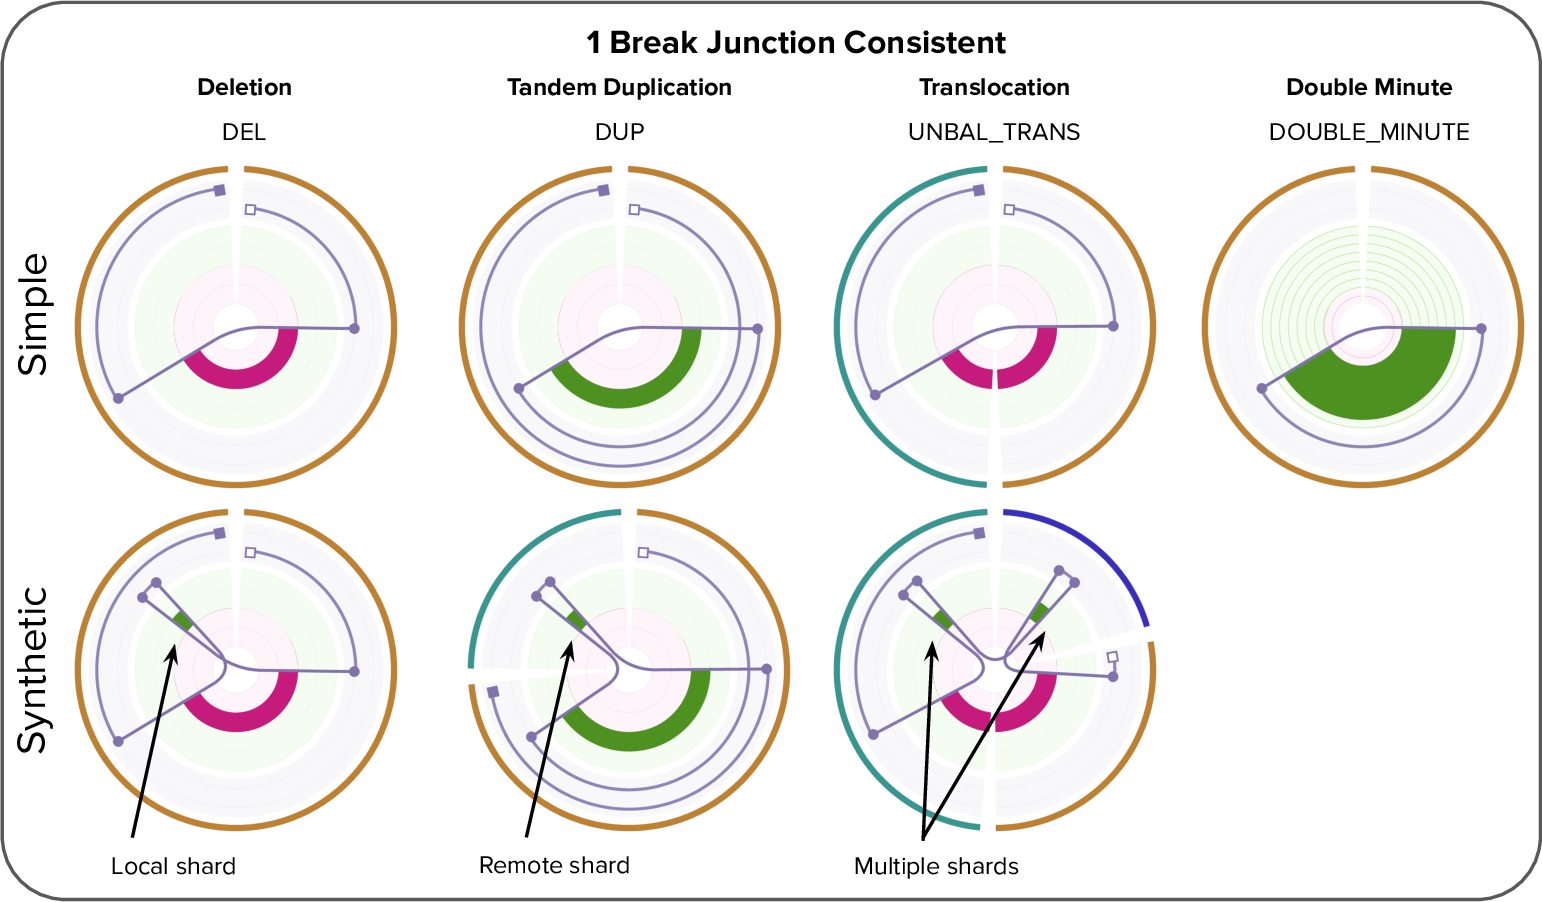 1 Break Junction Consistent
Deletion
Tandem Duplication
Translocation
Double Minute
DEL
DUP
UNBAL_TRANS
DOUBLE_MINUTE
Simple
Synthetic
Local shard
Remote shard
Multiple shards